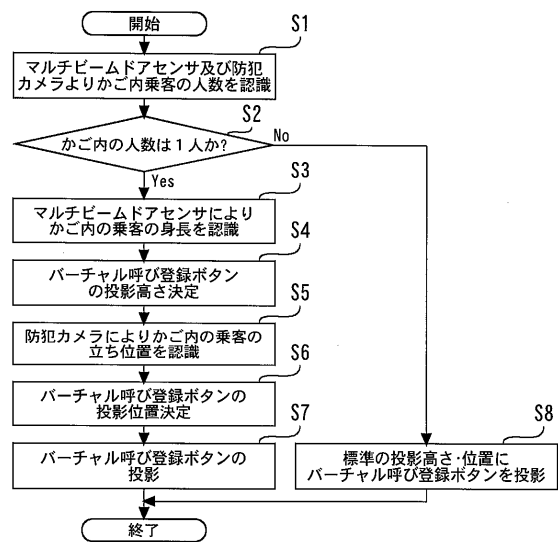 開始
S1
マルチビームドアセンサ及び防犯
カメラよりかご内乗客の人数を認識
S2
かご内の人数は1人か?
No
Yes
S3
マルチビームドアセンサにより
かご内の乗客の身長を認識
S4
バーチャル呼び登録ボタン
の投影高さ決定
S5
防犯カメラによりかご内の乗客の
立ち位置を認識
S6
バーチャル呼び登録ボタンの
投影位置決定
S7
バーチャル呼び登録ボタンの
投影
S8
標準の投影高さ・位置に
バーチャル呼び登録ボタンを投影
終了